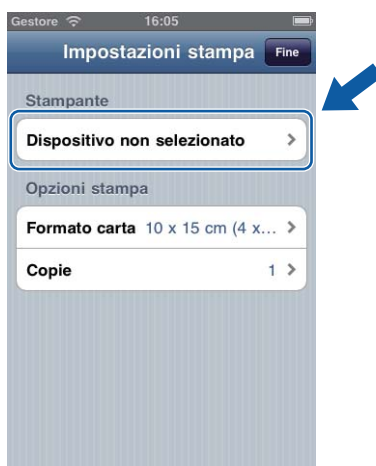 Gestore 16:05
Impostazioni stampa Fine
Stampante
Dispositivo non selezionato
Opzioni stampa
Formato carta 10 x 15 cm (4 x...
Copie 1